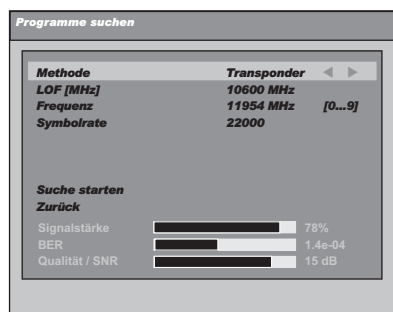 Programme suchen
Methode Transponder
LOF [MHz] 10600 MHz
Frequenz 11954 MHz [0...9]
Symbolrate 22000
Suche starten
Zurück
Signalstärke 78%
BER 1.4e-04
Qualität / SNR 15 dB